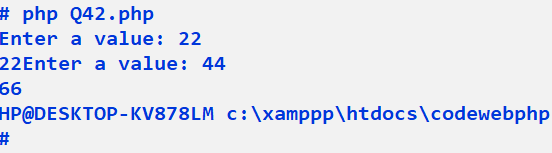 # php Q42.php
Enter a value: 22
22Enter a value: 44
66
HP@DESKTOP-KV878LM c:\xamppp\htdocs\codewebphp
#